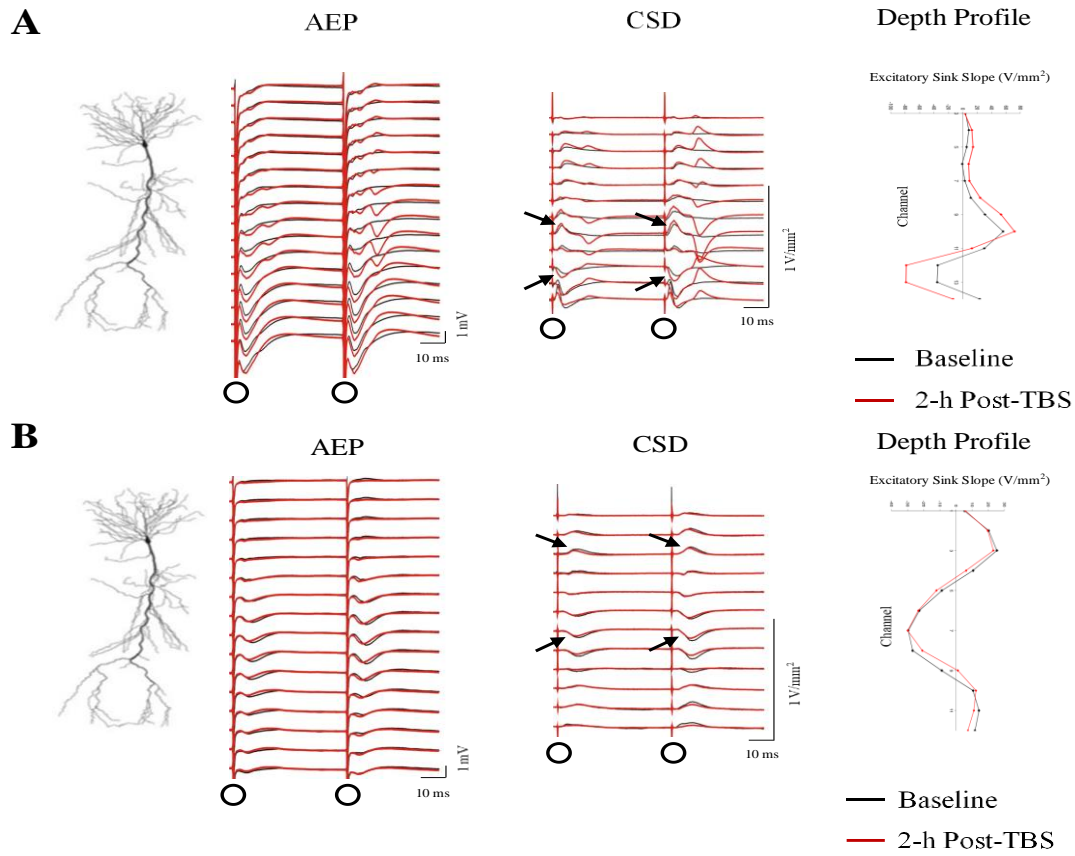 A
AEP
CSD
Depth Profile
Excitatory Sink Slope (V/mm²)
Channel
1 V/mm²
1 mV
10 ms
10 ms
Baseline
2-h Post-TBS
B
AEP
CSD
Depth Profile
Excitatory Sink Slope (V/mm²)
Channel
1 V/mm²
1 mV
10 ms
10 ms
Baseline
2-h Post-TBS